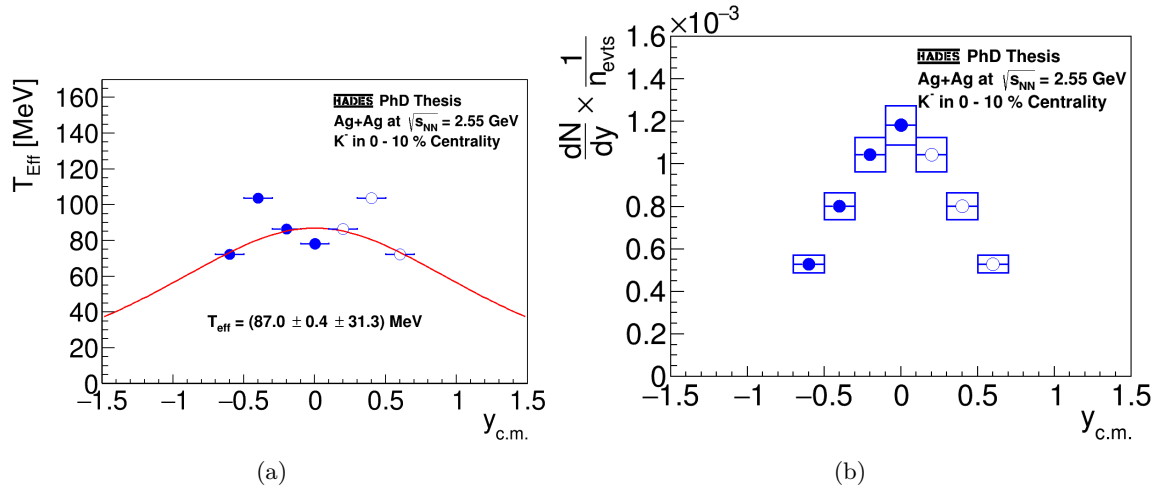 T_Eff [MeV]
160
140
120
100
80
60
40
20
0
HADES PhD Thesis
Ag+Ag at √s_NN = 2.55 GeV
K⁻ in 0 - 10 % Centrality
T_eff = (87.0 ± 0.4 ± 31.3) MeV
−1.5 −1 −0.5 0 0.5 1 1.5
y_c.m.
(a)
×10⁻³
dN/dy × 1/n_evts
1.6
1.4
1.2
1
0.8
0.6
0.4
0.2
0
HADES PhD Thesis
Ag+Ag at √s_NN = 2.55 GeV
K⁻ in 0 - 10 % Centrality
−1.5 −1 −0.5 0 0.5 1 1.5
y_c.m.
(b)